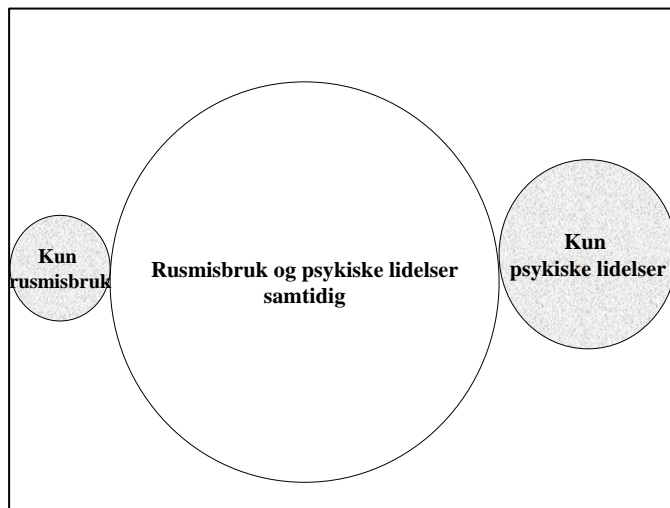 Kun
rusmisbruk
Rusmisbruk og psykiske lidelser
samtidig
Kun
psykiske lidelser